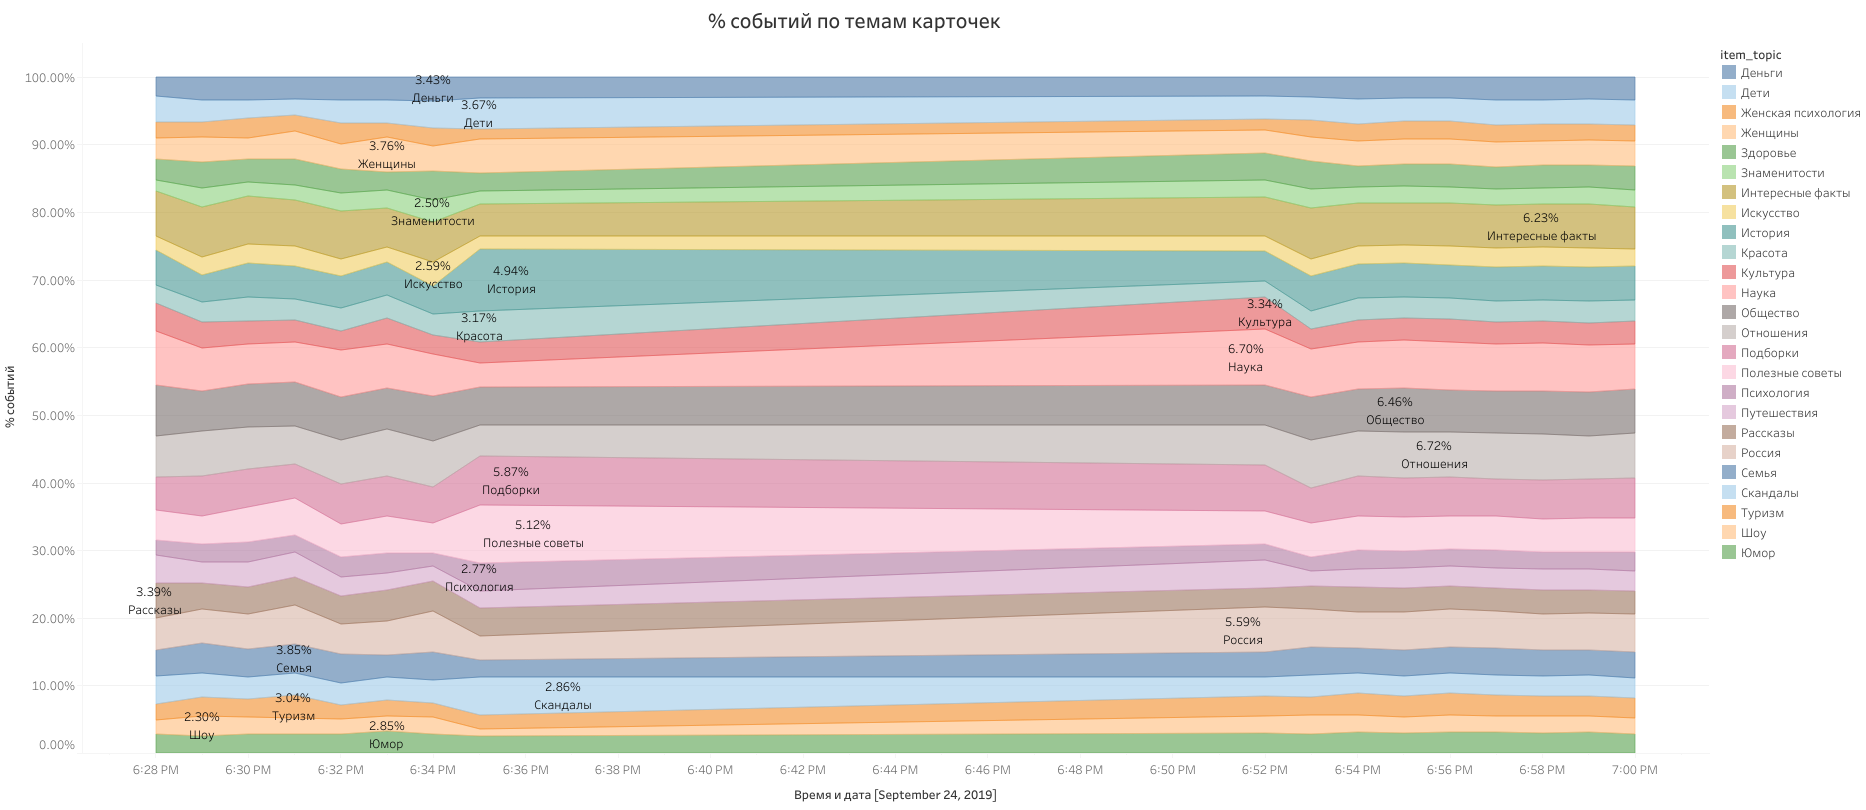 % событий по темам карточек
% событий
100.00%
90.00%
80.00%
70.00%
60.00%
50.00%
40.00%
30.00%
20.00%
10.00%
0.00%
3.43%
Деньги
3.67%
Дети
3.76%
Женщины
2.50%
Знаменитости
6.23%
Интересные факты
2.59%
Искусство
4.94%
История
3.17%
Красота
3.34%
Культура
6.70%
Наука
6.46%
Общество
6.72%
Отношения
5.87%
Подборки
5.12%
Полезные советы
2.77%
Психология
3.39%
Рассказы
5.59%
Россия
3.85%
Семья
2.86%
Скандалы
3.04%
Туризм
2.30%
Шоу
2.85%
Юмор
6:28 PM
6:30 PM
6:32 PM
6:34 PM
6:36 PM
6:38 PM
6:40 PM
6:42 PM
6:44 PM
6:46 PM
6:48 PM
6:50 PM
6:52 PM
6:54 PM
6:56 PM
6:58 PM
7:00 PM
Время и дата [September 24, 2019]
item_topic
Деньги
Дети
Женская психология
Женщины
Здоровье
Знаменитости
Интересные факты
Искусство
История
Красота
Культура
Наука
Общество
Отношения
Подборки
Полезные советы
Психология
Путешествия
Рассказы
Россия
Семья
Скандалы
Туризм
Шоу
Юмор